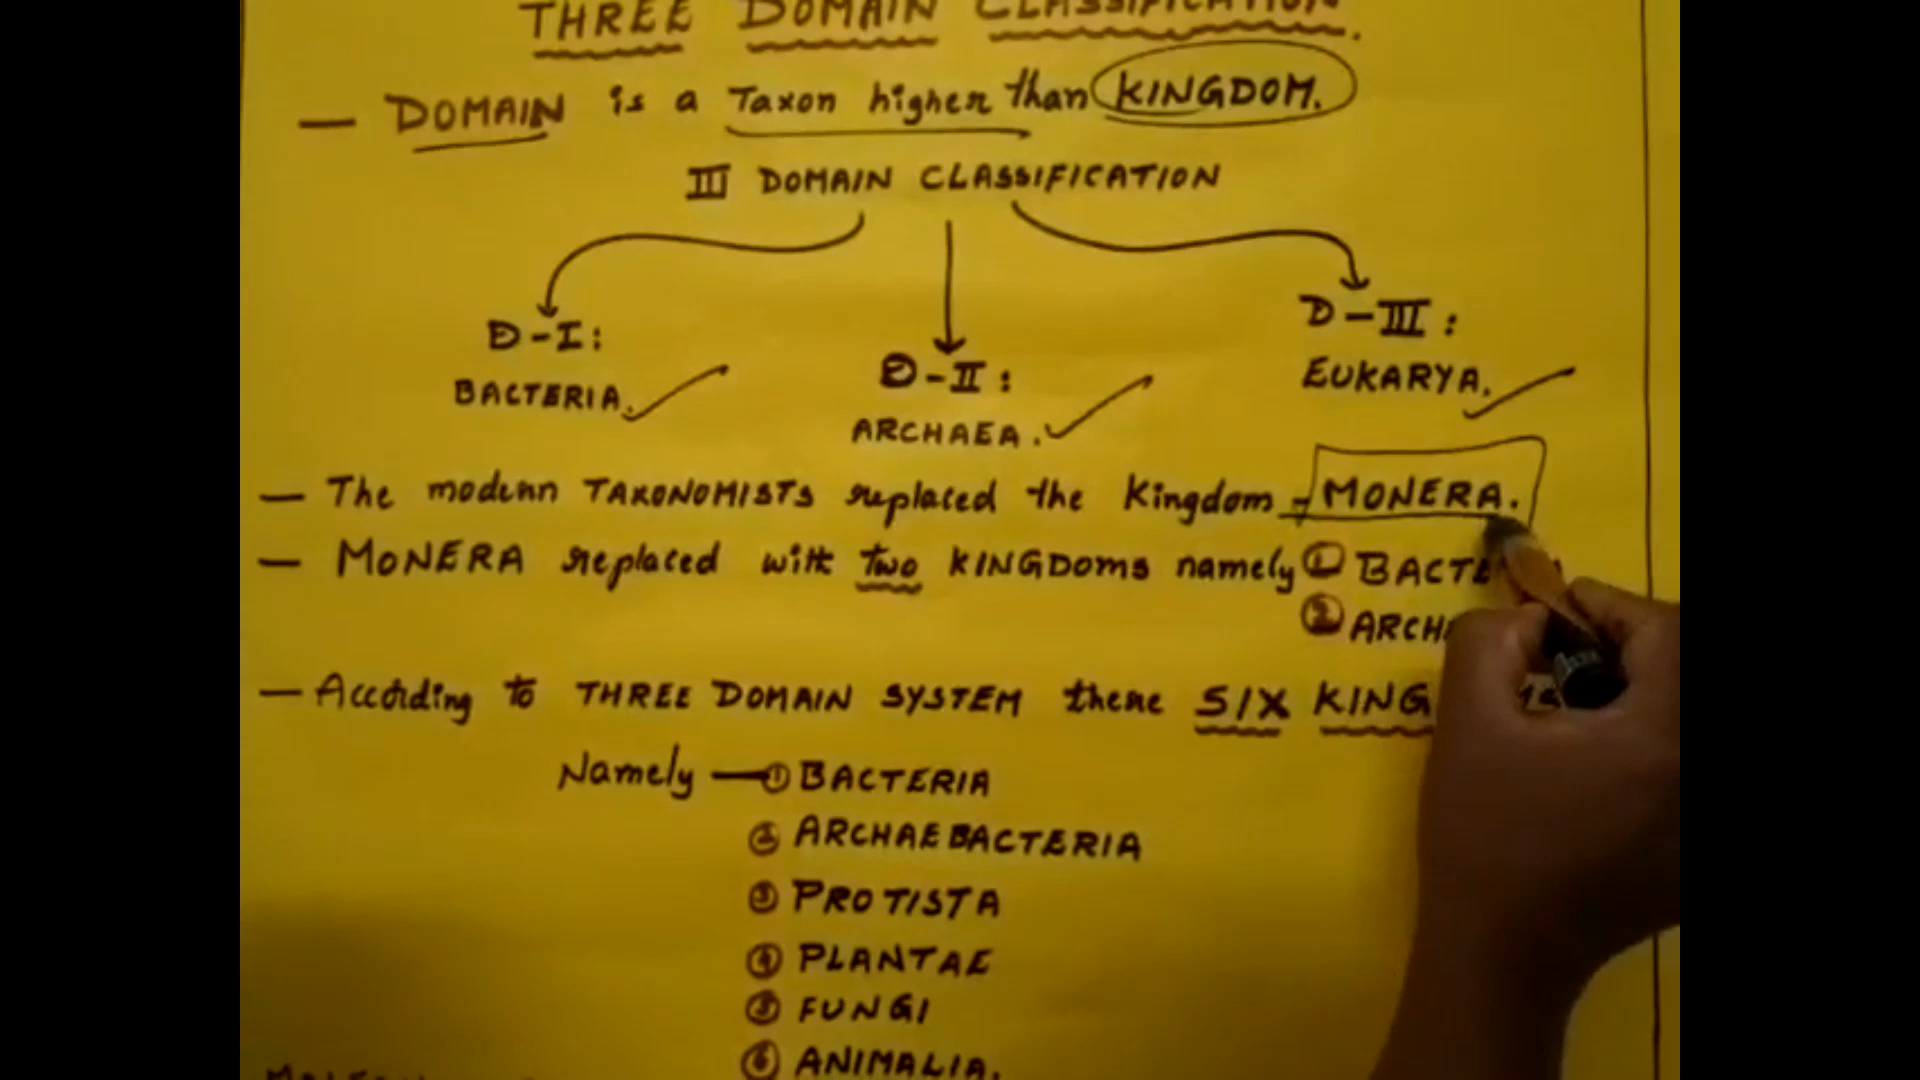 THREE DOMAIN CLASSIFICATION.
— DOMAIN is a Taxon higher than KINGDOM.
III DOMAIN CLASSIFICATION
D-I:
BACTERIA.
D-II:
ARCHAEA.
D-III:
EUKARYA.
— The modern TAXONOMISTS replaced the Kingdom - MONERA.
— MONERA replaced with two KINGDOMS namely ① BACTE
② ARCHA
— According to THREE DOMAIN SYSTEM there SIX KING
Namely — ① BACTERIA
② ARCHAEBACTERIA
③ PROTISTA
④ PLANTAE
⑤ FUNGI
⑥ ANIMALIA.